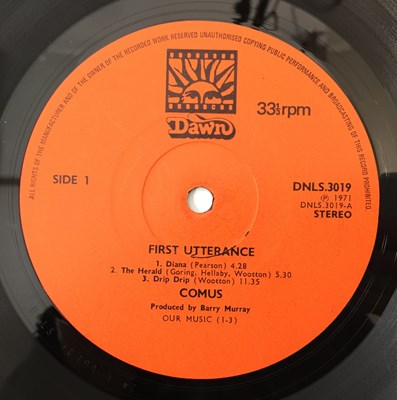 ALL RIGHTS OF THE MANUFACTURER AND OF THE OWNER OF THE RECORDED WORK RESERVED UNAUTHORISED COPYING PUBLIC PERFORMANCE AND BROADCASTING OF THIS RECORD PROHIBITED.
Dawn
33⅓rpm
SIDE 1
DNLS.3019
Ⓟ 1971
DNLS.3019-A
STEREO
FIRST UTTERANCE
1. Diana (Pearson) 4.28
2. The Herald (Goring, Hellaby, Wootton) 5.30
3. Drip Drip (Wootton) 11.35
COMUS
Produced by Barry Murray
OUR MUSIC (1-3)